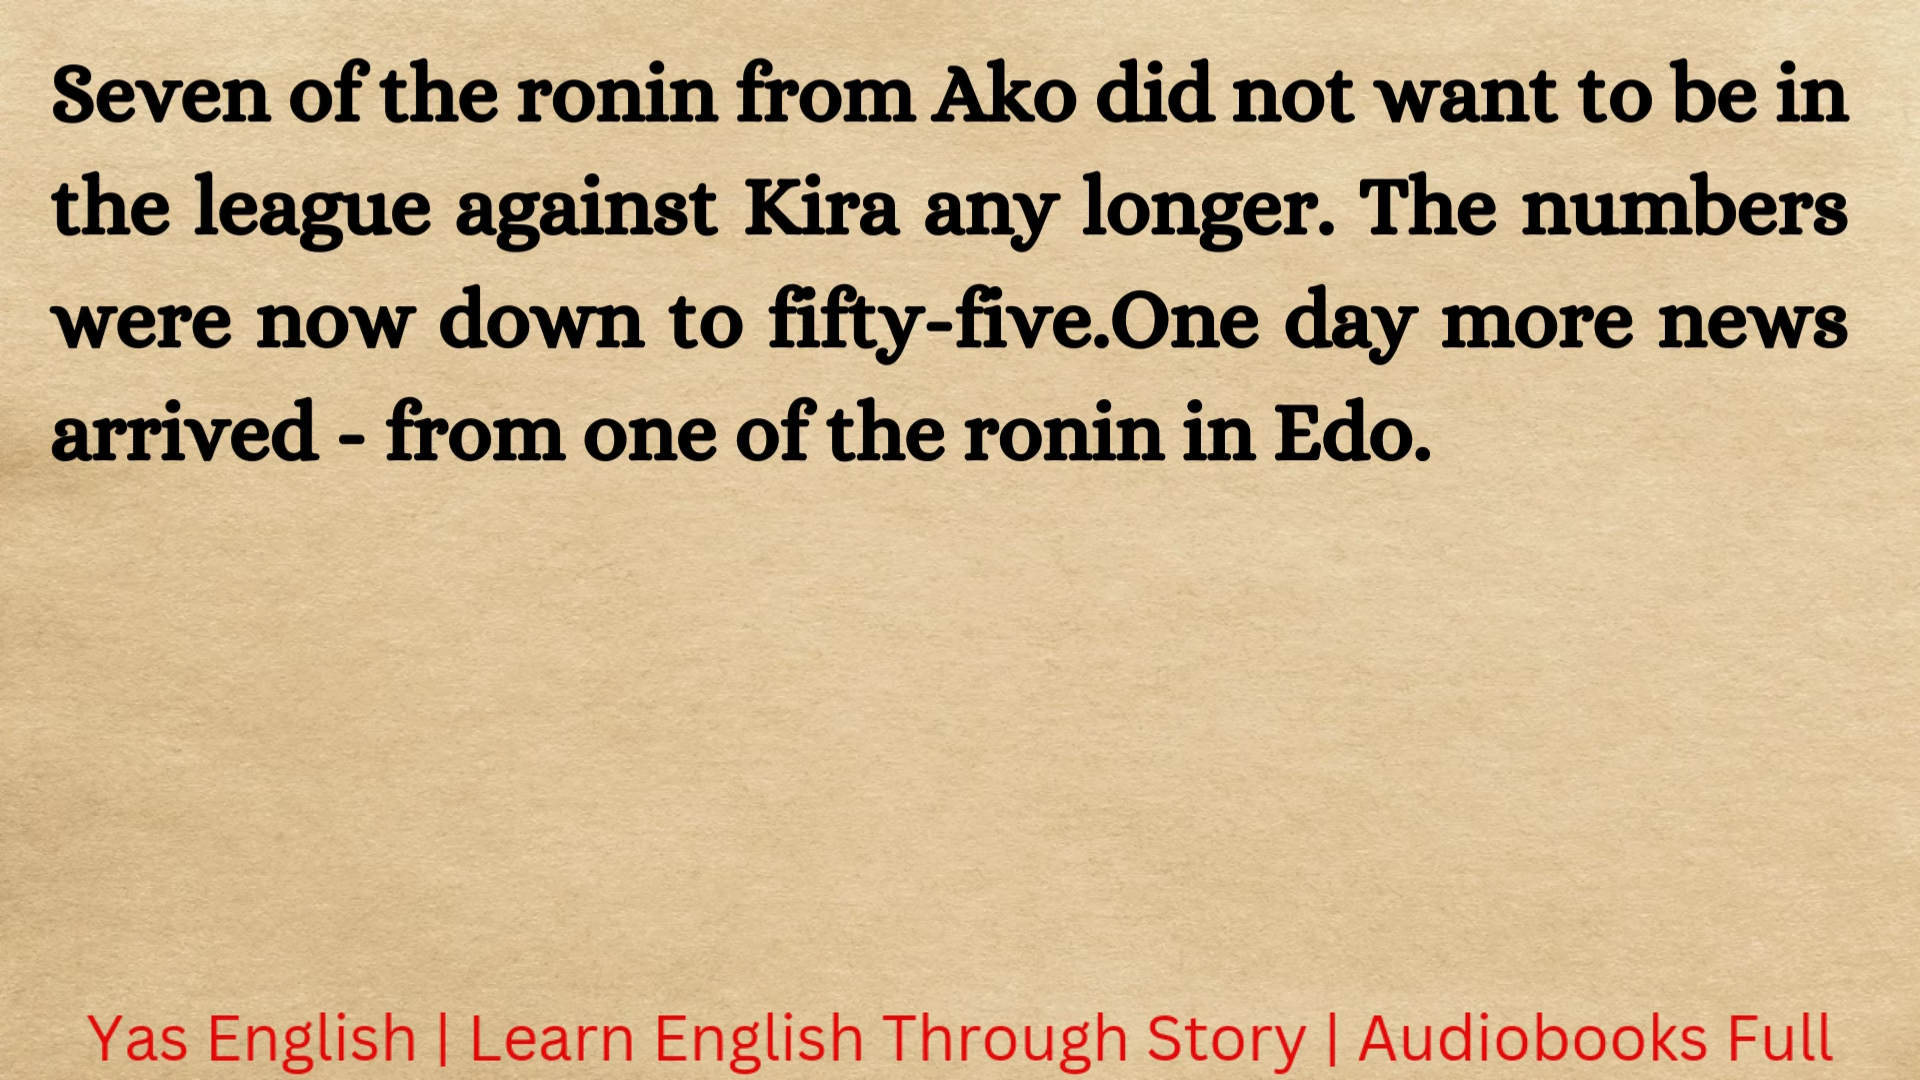 Seven of the ronin from Ako did not want to be in
the league against Kira any longer. The numbers
were now down to fifty-five.One day more news
arrived - from one of the ronin in Edo.
Yas English | Learn English Through Story | Audiobooks Full